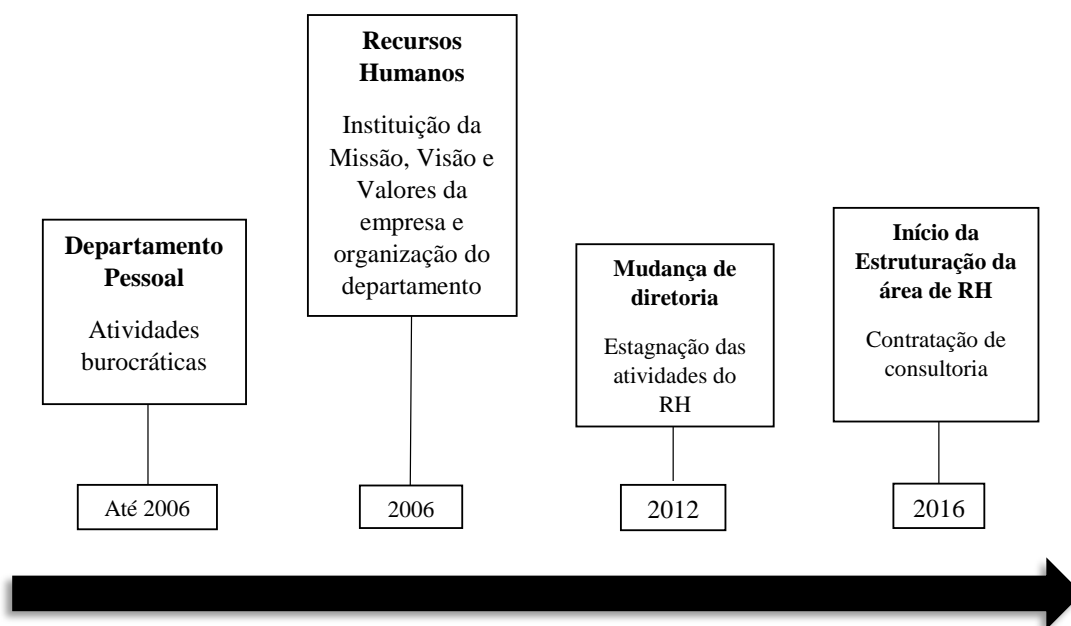 Departamento
Pessoal
Atividades
burocráticas
Até 2006
Recursos
Humanos
Instituição da
Missão, Visão e
Valores da
empresa e
organização do
departamento
2006
Mudança de
diretoria
Estagnação das
atividades do
RH
2012
Início da
Estruturação da
área de RH
Contratação de
consultoria
2016